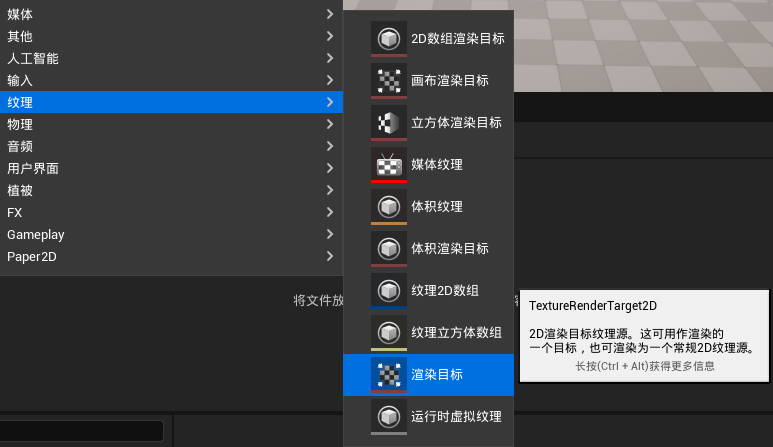 媒体
其他
人工智能
输入
纹理
物理
音频
用户界面
植被
FX
Gameplay
Paper2D
2D数组渲染目标
画布渲染目标
立方体渲染目标
媒体纹理
体积纹理
体积渲染目标
纹理2D数组
纹理立方体数组
渲染目标
运行时虚拟纹理
将文件放
TextureRenderTarget2D
2D渲染目标纹理源。这可用作渲染的
一个目标，也可渲染为一个常规2D纹理源。
长按(Ctrl + Alt)获得更多信息